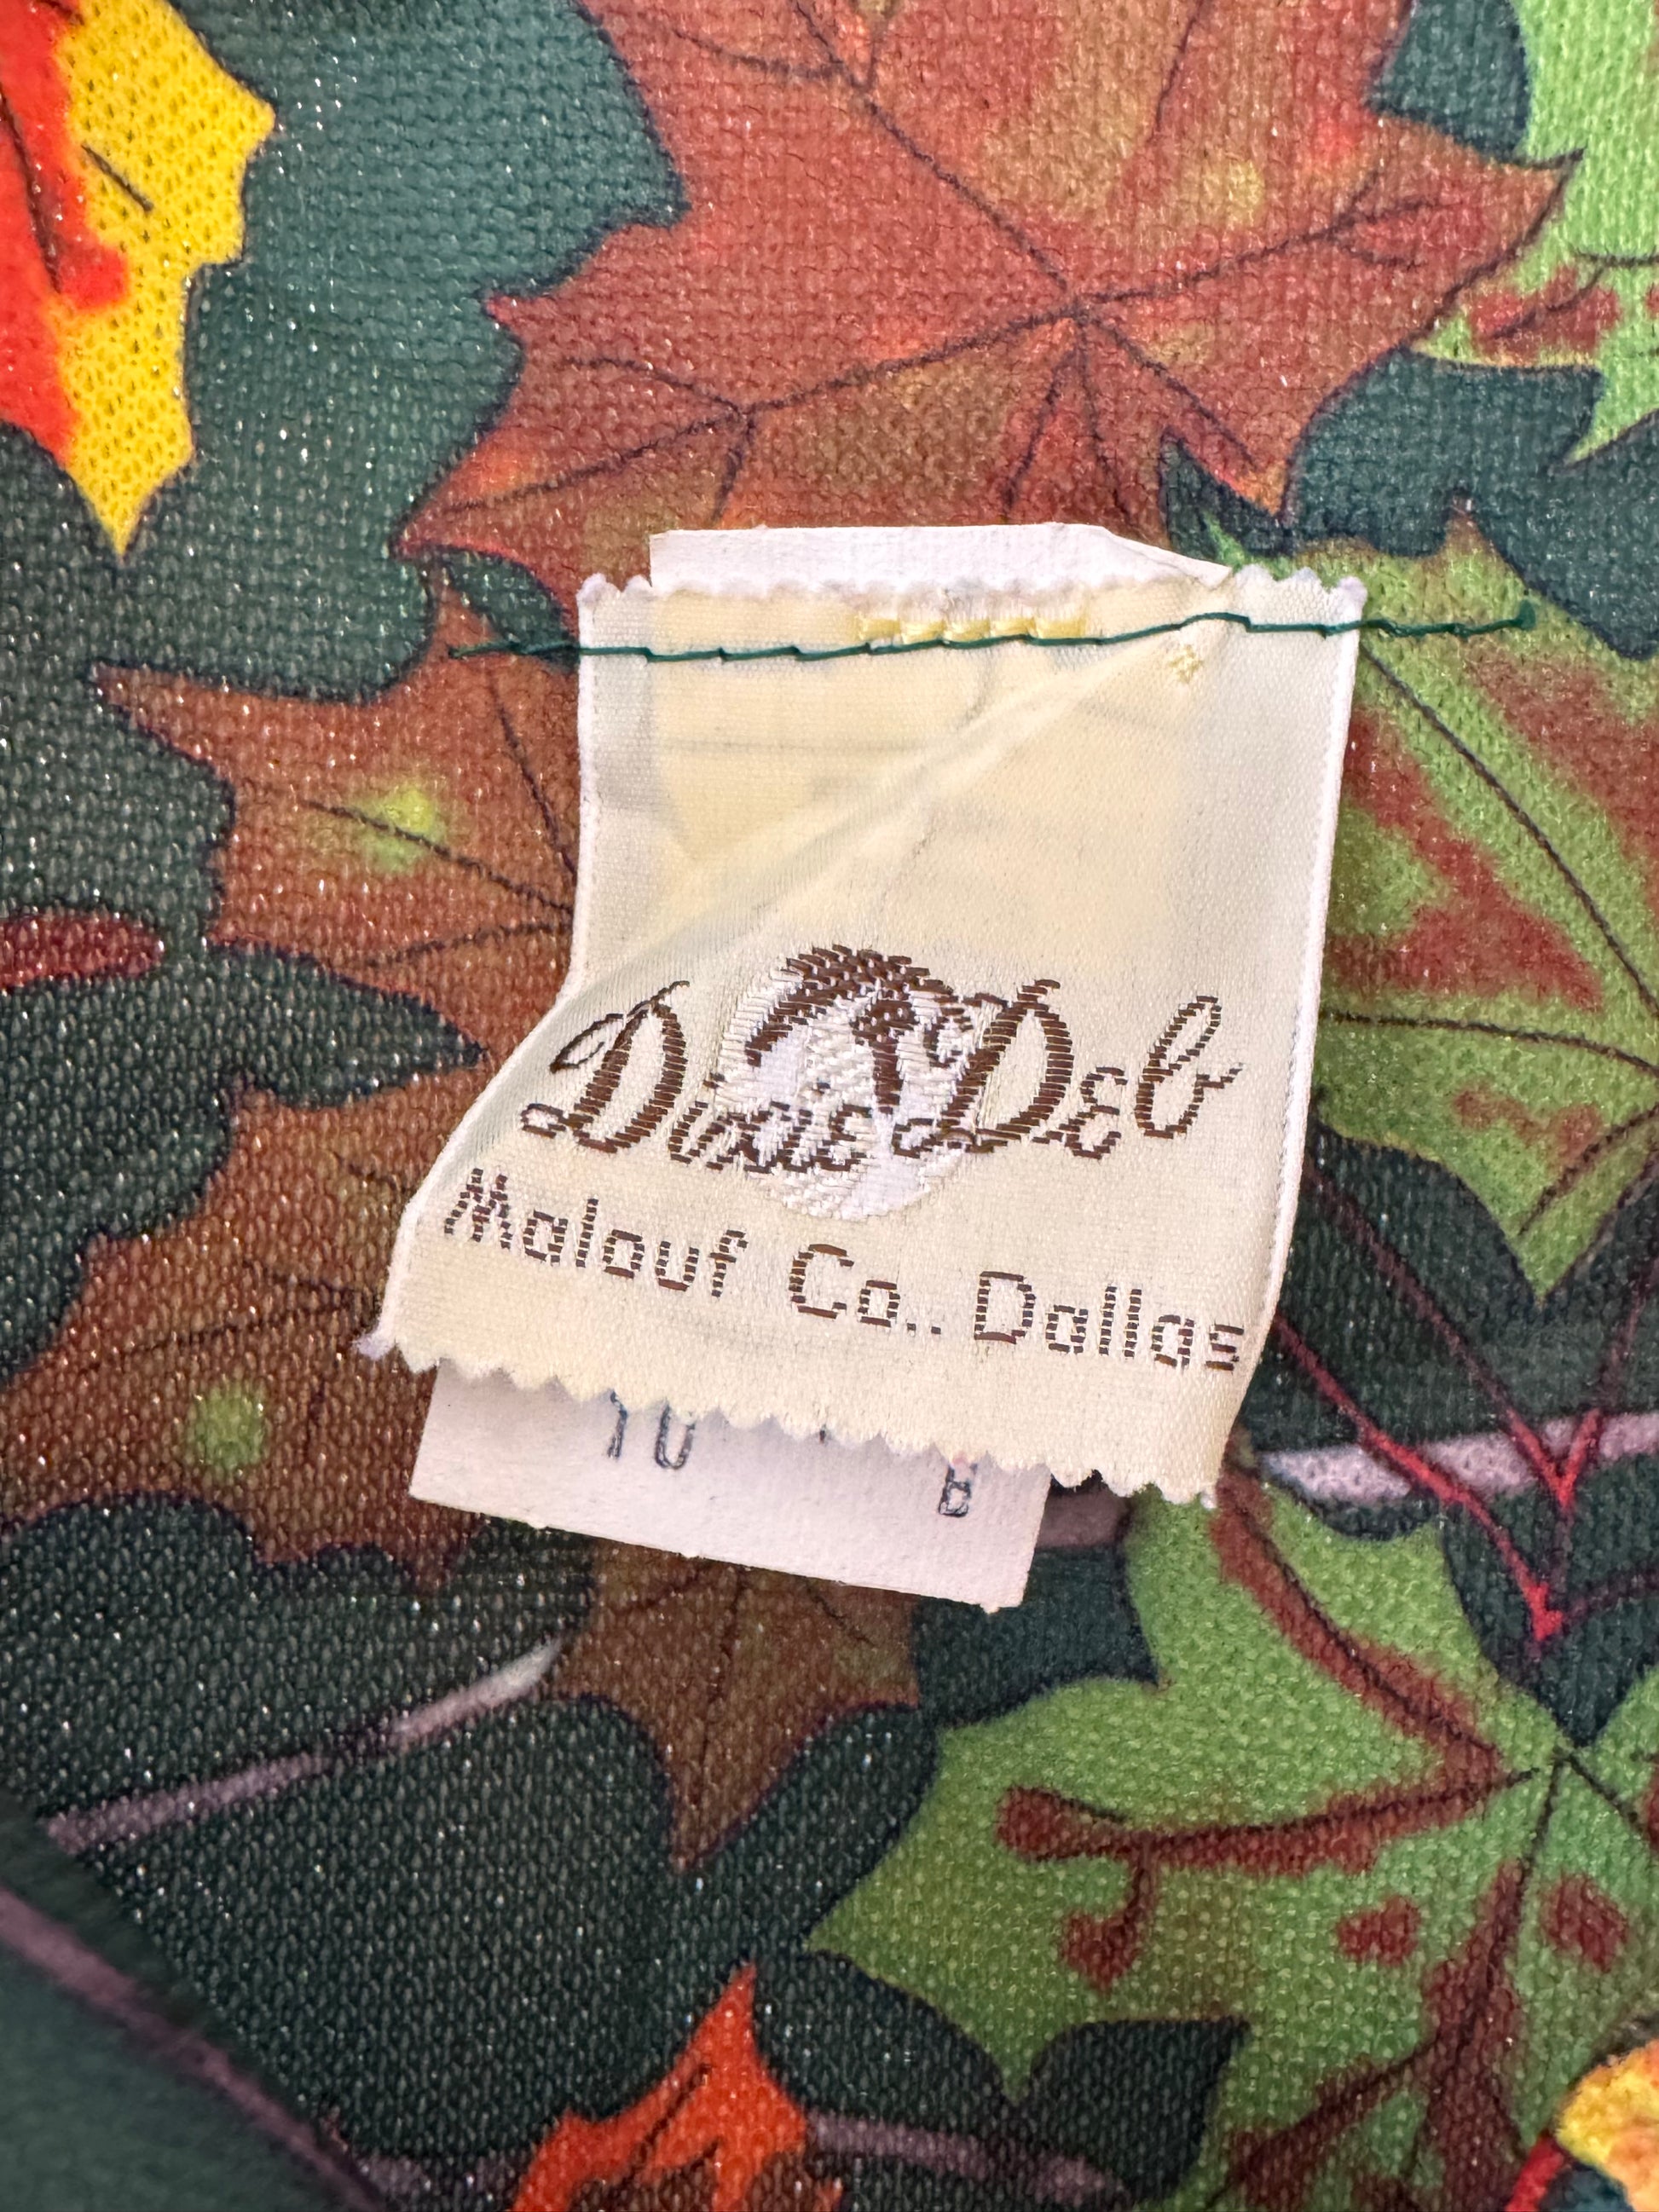 Dixie Deb
Malouf Co., Dallas
10
B